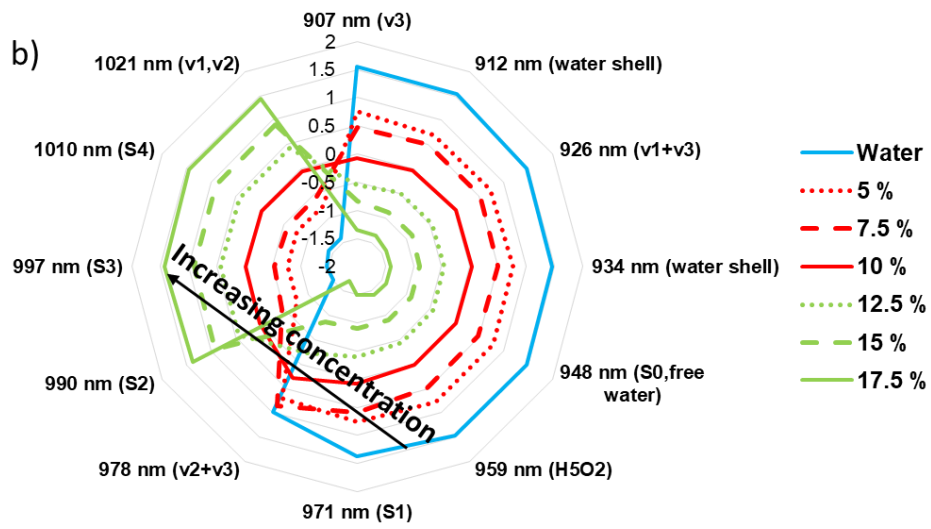 b)
907 nm (v3)
912 nm (water shell)
926 nm (v1+v3)
934 nm (water shell)
948 nm (S0,free
water)
959 nm (H5O2)
971 nm (S1)
978 nm (v2+v3)
990 nm (S2)
997 nm (S3)
1010 nm (S4)
1021 nm (v1,v2)
2
1.5
1
0.5
0
-0.5
-1
-1.5
-2
Increasing concentration
Water
5 %
7.5 %
10 %
12.5 %
15 %
17.5 %